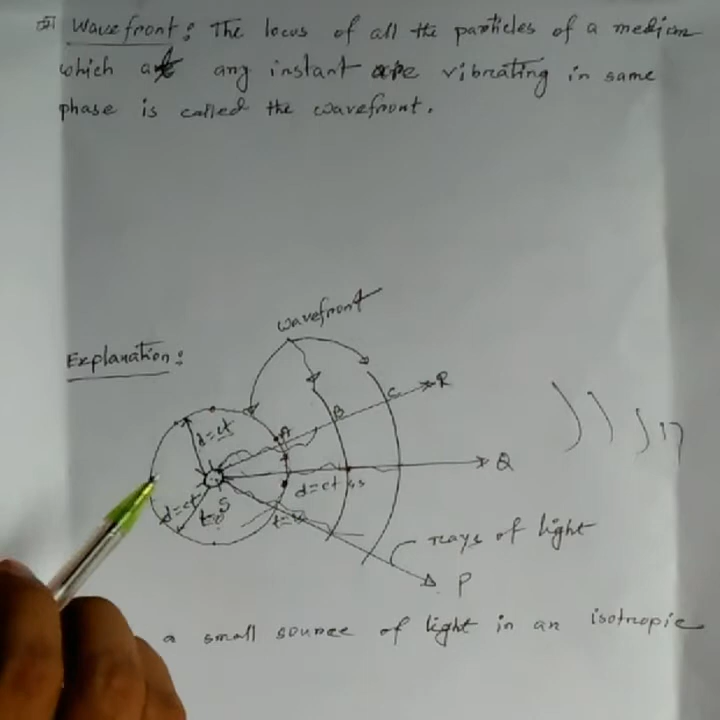 Wavefront: The locus of all the particles of a medium
which at any instant are vibrating in same
phase is called the wavefront.
wavefront
Explanation:
R
C
B
A
d=ct
Q
d=ct
d=ct
S
t=0
rays of light
P
a small source of light in an isotropic